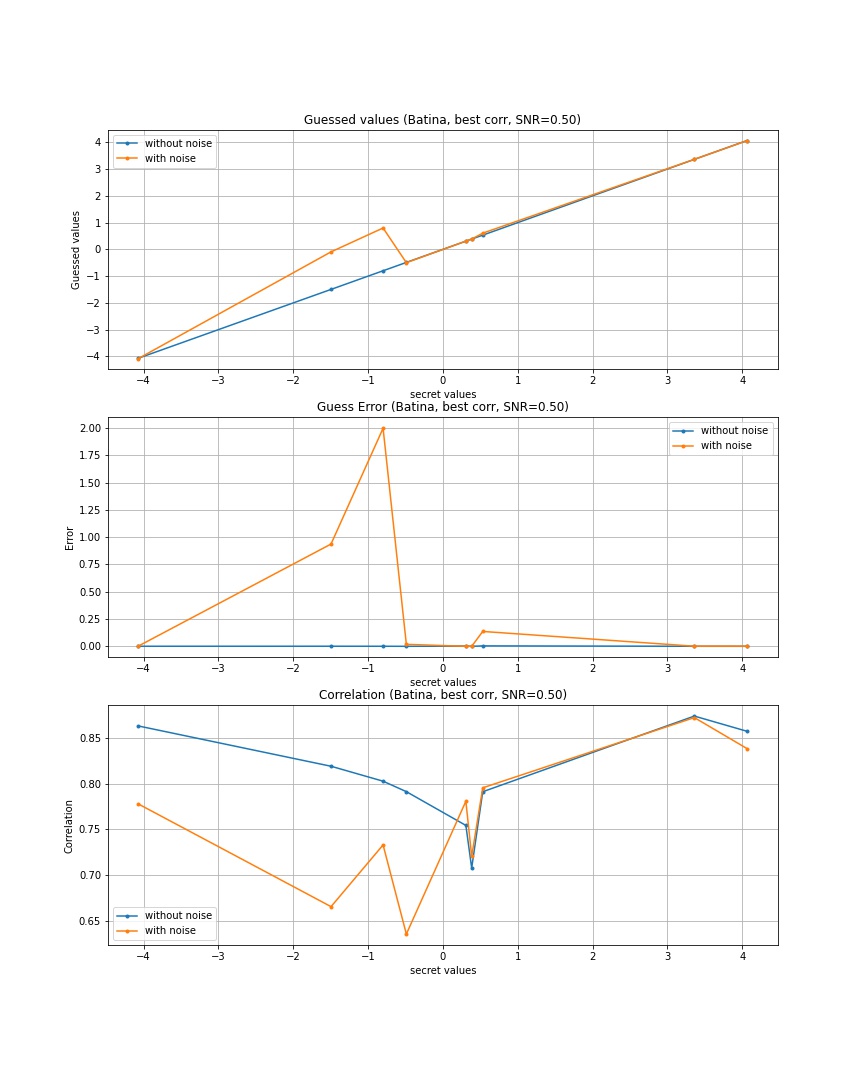 Guessed values (Batina, best corr, SNR=0.50)
without noise
with noise
4
3
2
1
0
−1
−2
−3
−4
Guessed values
−4 −3 −2 −1 0 1 2 3 4
secret values
Guess Error (Batina, best corr, SNR=0.50)
without noise
with noise
2.00
1.75
1.50
1.25
1.00
0.75
0.50
0.25
0.00
Error
−4 −3 −2 −1 0 1 2 3 4
secret values
Correlation (Batina, best corr, SNR=0.50)
0.85
0.80
0.75
0.70
0.65
Correlation
without noise
with noise
−4 −3 −2 −1 0 1 2 3 4
secret values